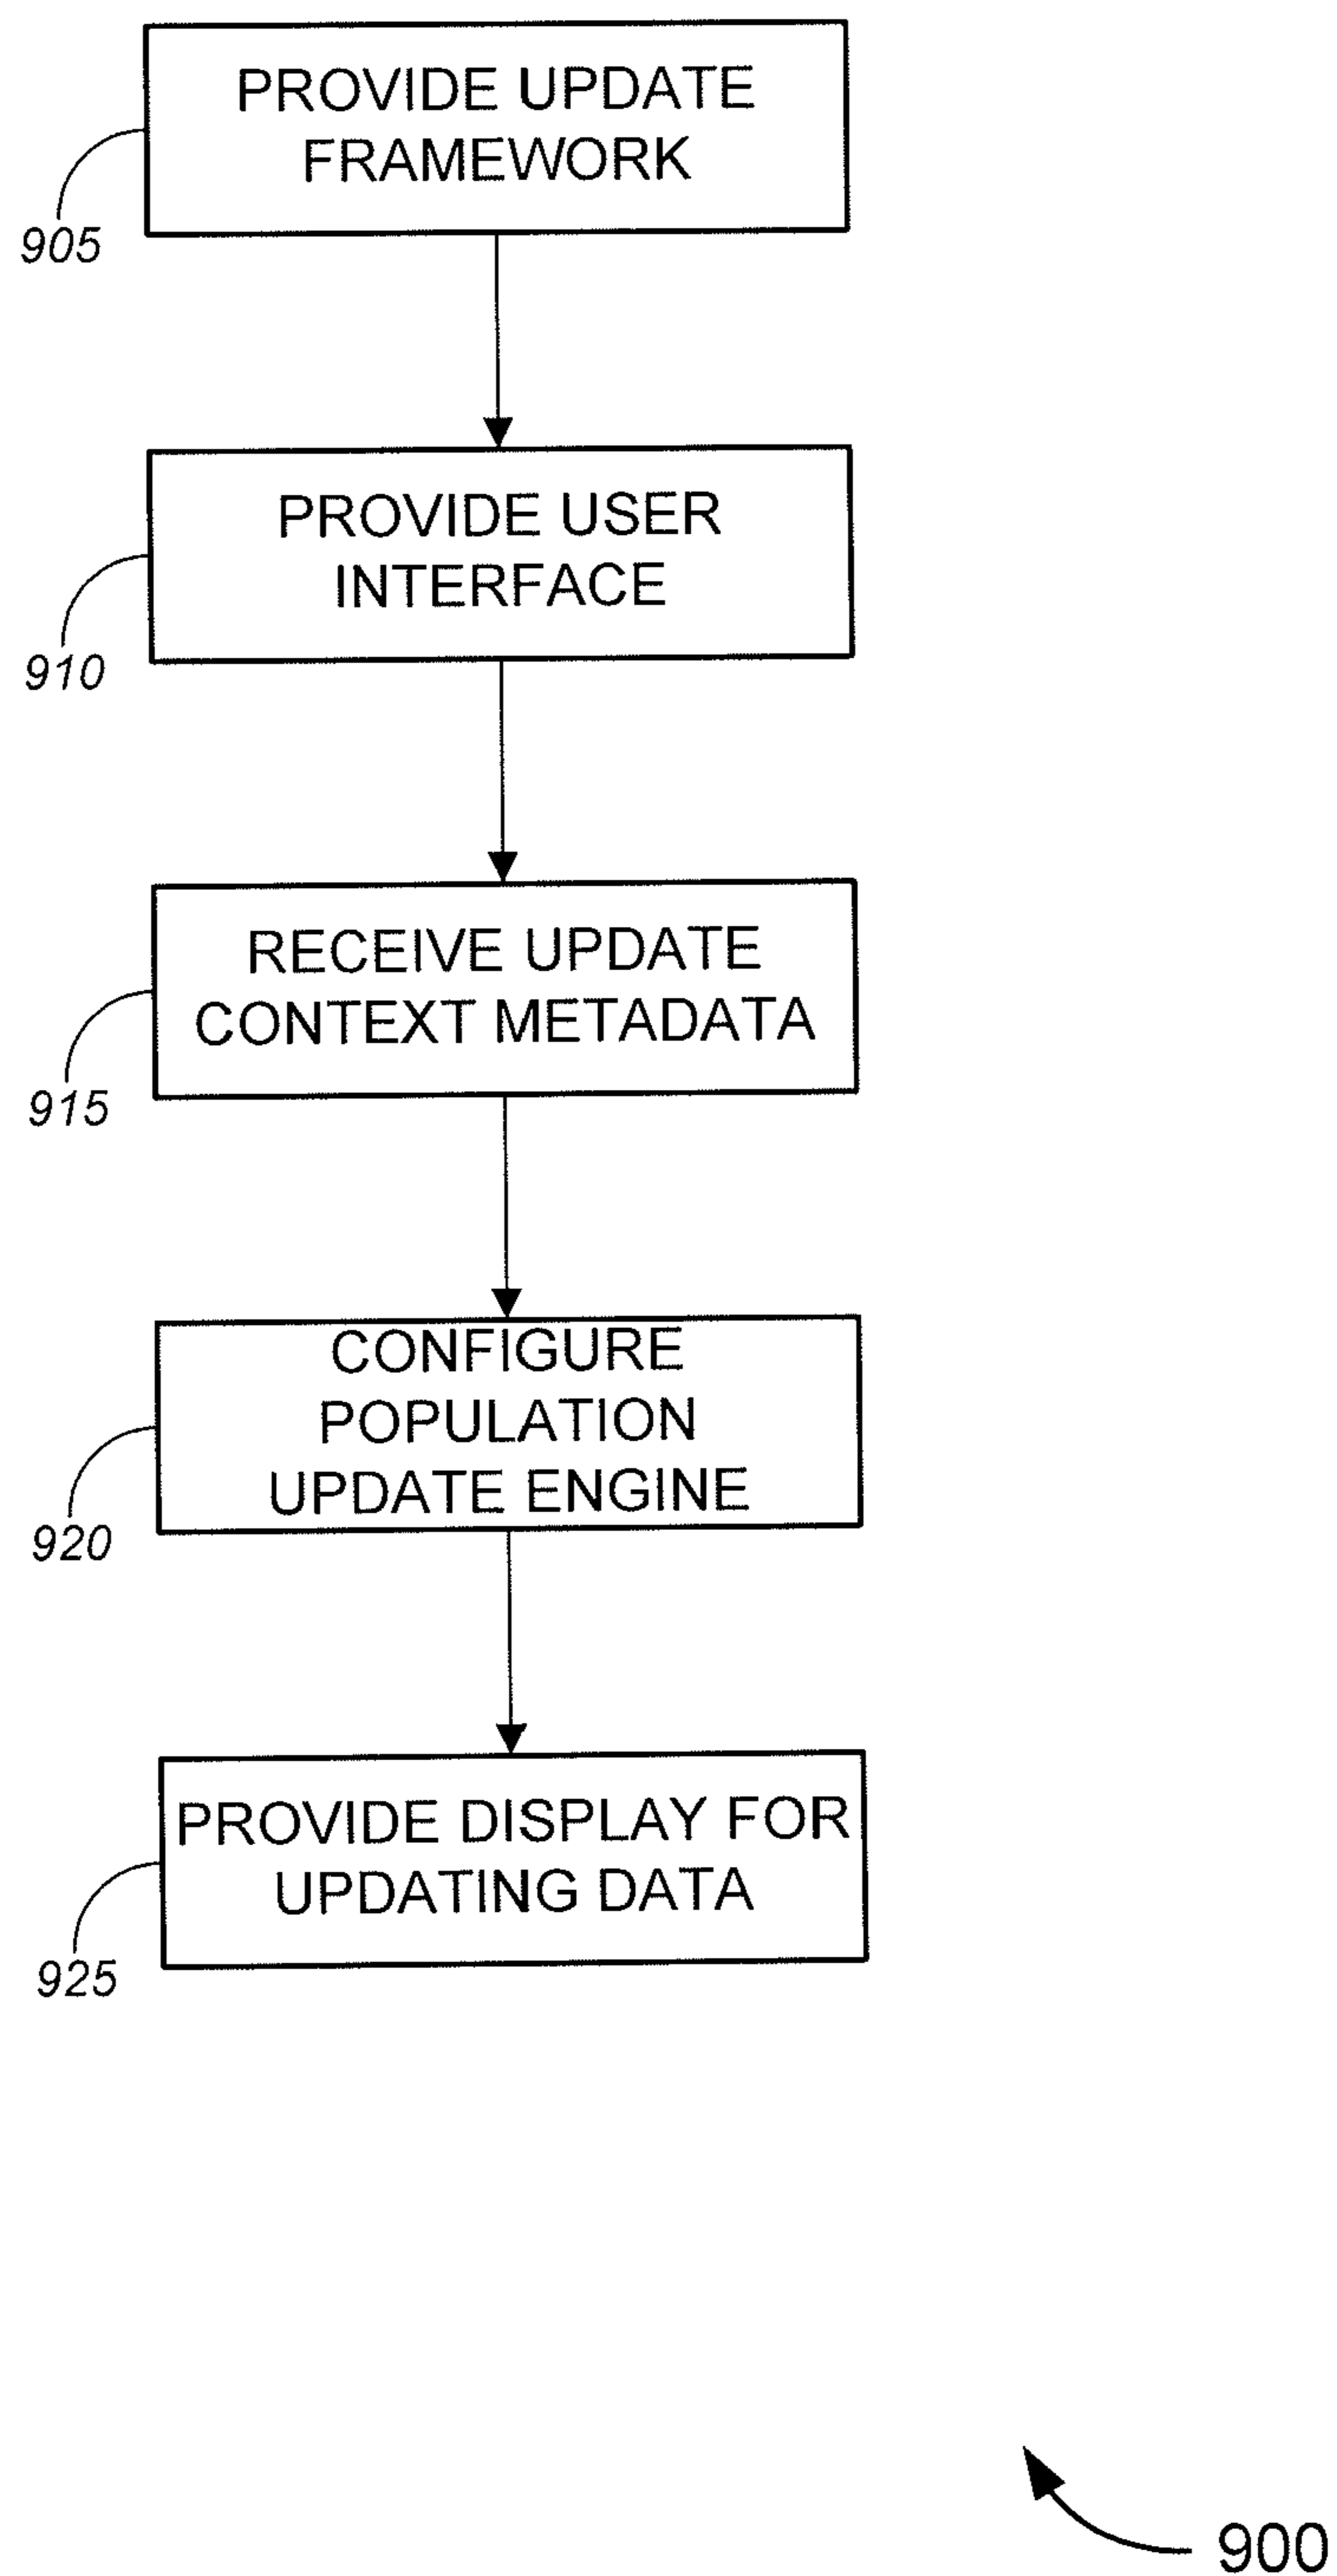 PROVIDE UPDATE
FRAMEWORK
905
PROVIDE USER
INTERFACE
910
RECEIVE UPDATE
CONTEXT METADATA
915
CONFIGURE
POPULATION
UPDATE ENGINE
920
PROVIDE DISPLAY FOR
UPDATING DATA
925
900